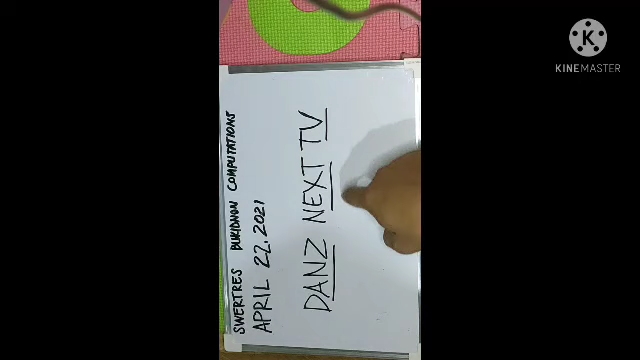 SWERTRES BUKIDNON COMPUTATIONS
APRIL 22, 2021
DANZ NEXT TV
KINEMASTER